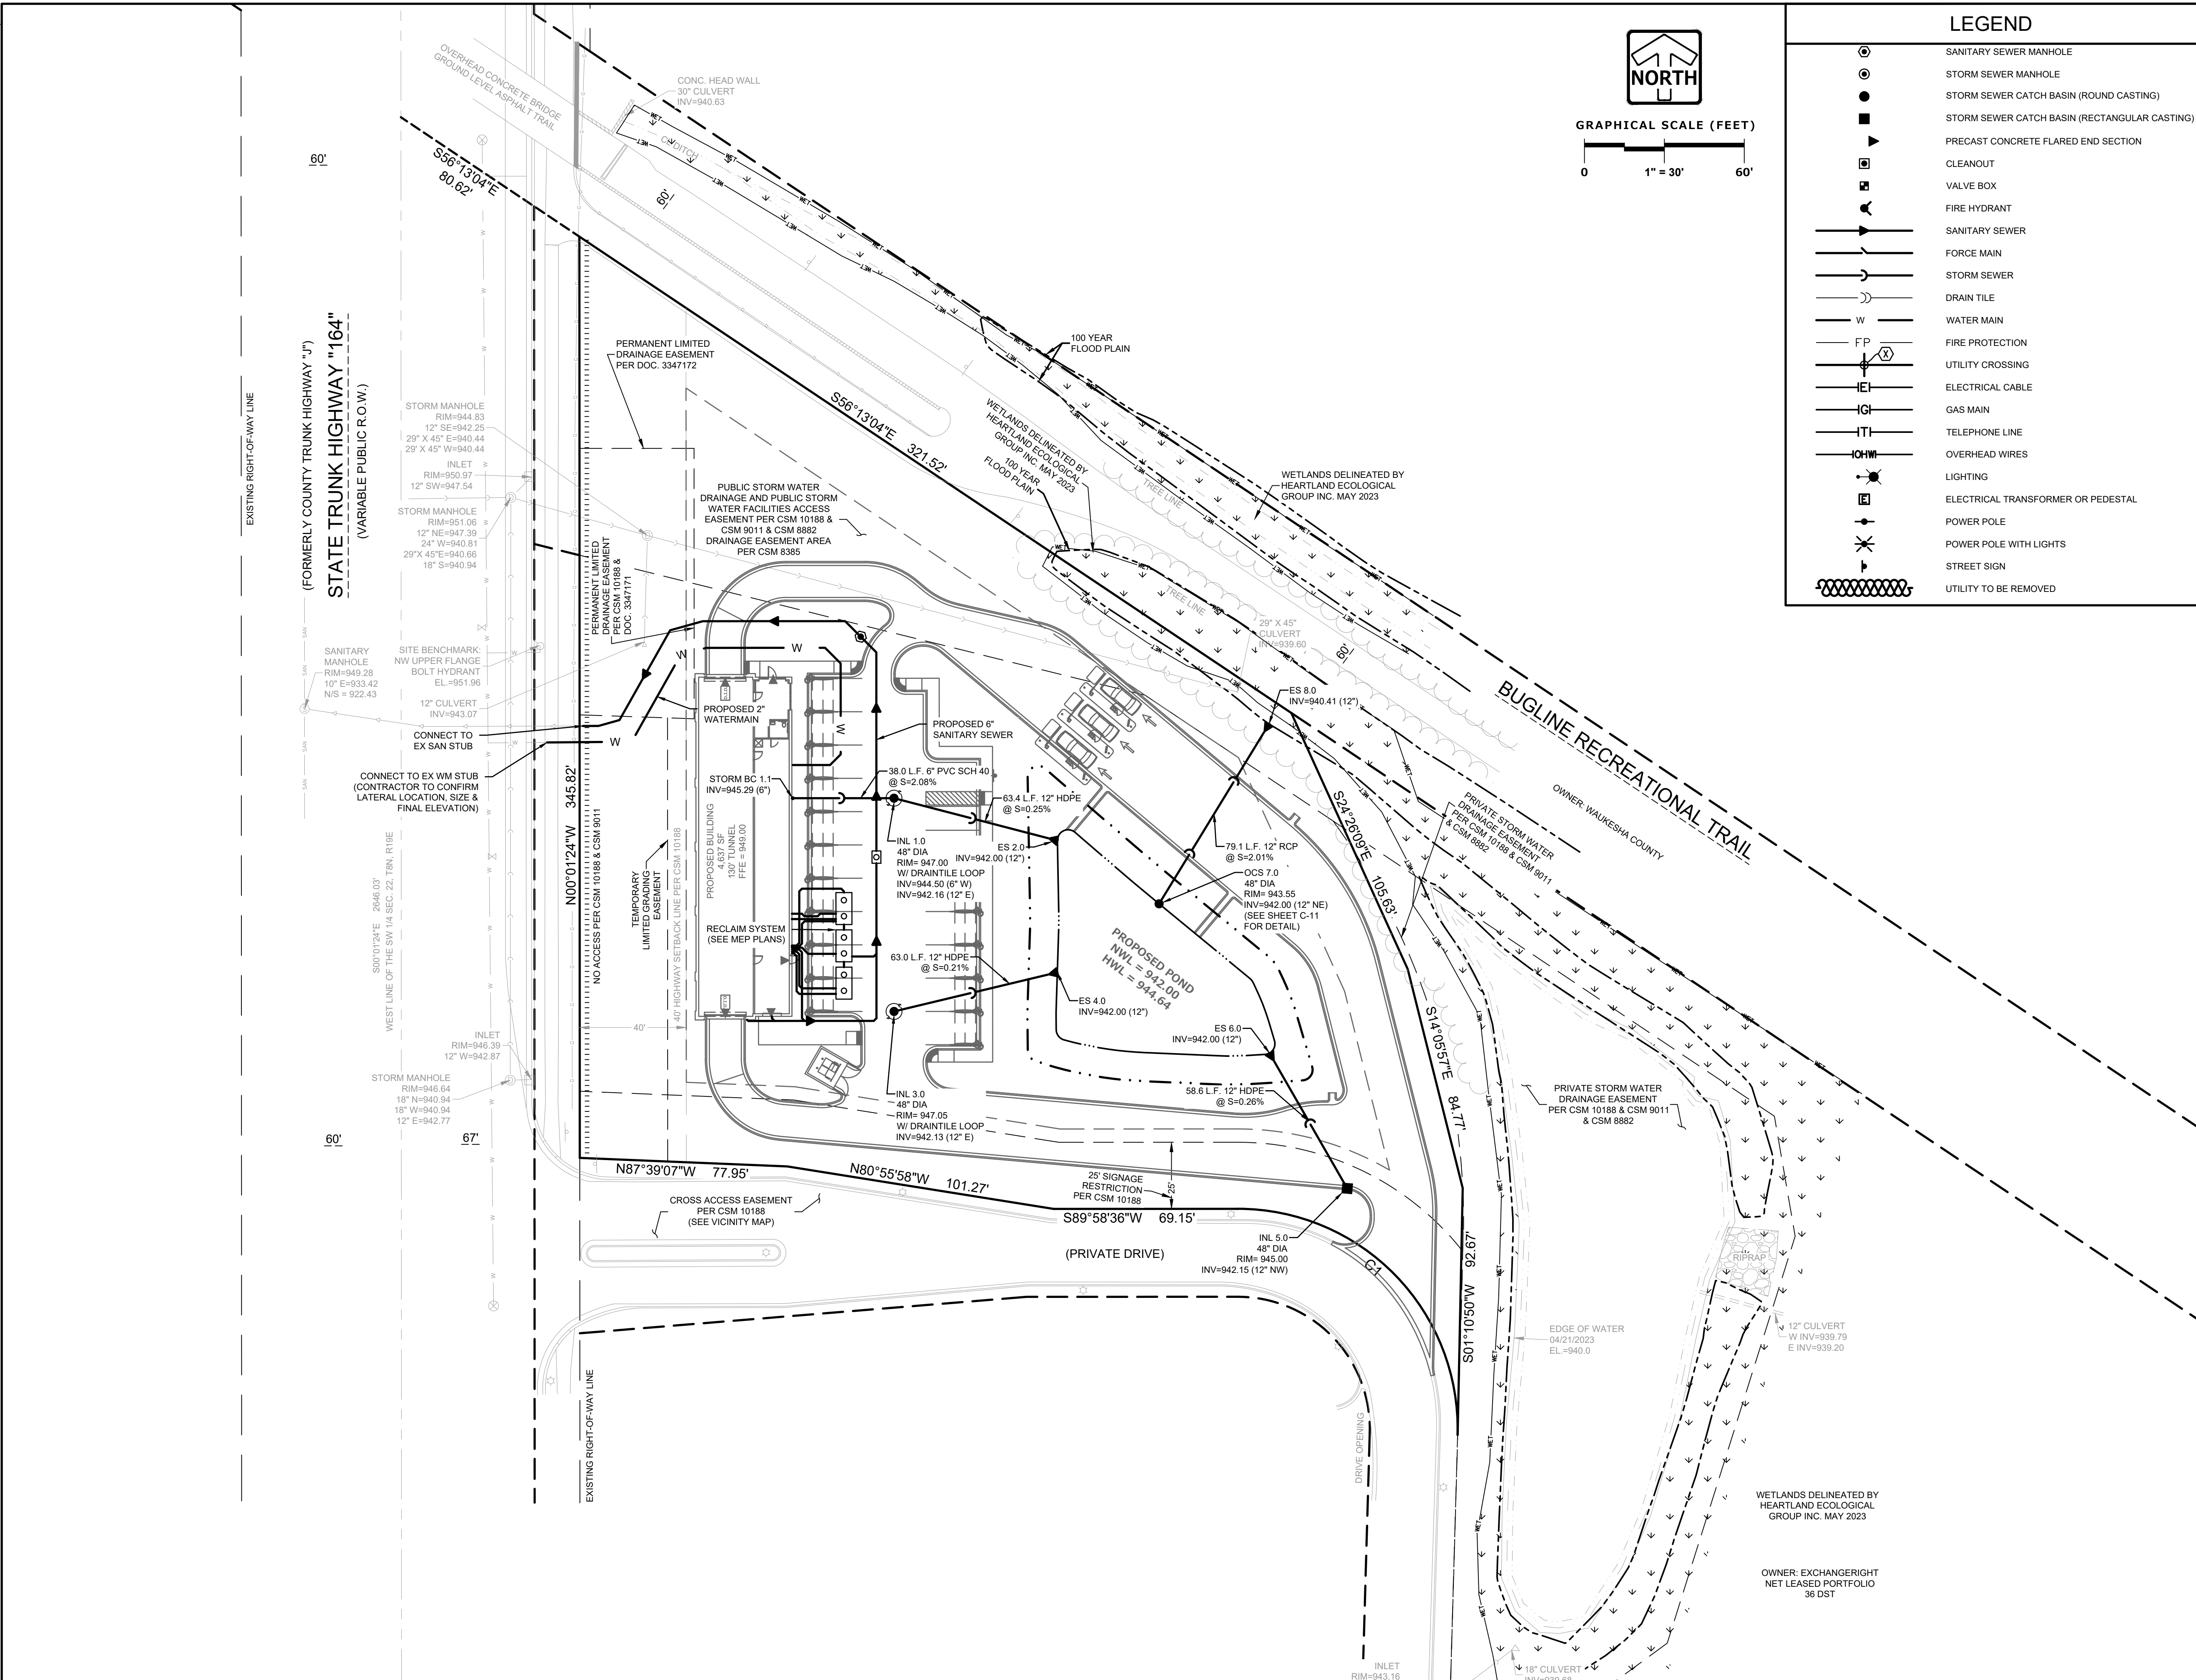 LEGEND
SANITARY SEWER MANHOLE
STORM SEWER MANHOLE
STORM SEWER CATCH BASIN (ROUND CASTING)
STORM SEWER CATCH BASIN (RECTANGULAR CASTING)
PRECAST CONCRETE FLARED END SECTION
CLEANOUT
VALVE BOX
FIRE HYDRANT
SANITARY SEWER
FORCE MAIN
STORM SEWER
DRAIN TILE
W WATER MAIN
FP FIRE PROTECTION
X UTILITY CROSSING
E ELECTRICAL CABLE
G GAS MAIN
T TELEPHONE LINE
OHW OVERHEAD WIRES
LIGHTING
E ELECTRICAL TRANSFORMER OR PEDESTAL
POWER POLE
POWER POLE WITH LIGHTS
STREET SIGN
UTILITY TO BE REMOVED
NORTH
GRAPHICAL SCALE (FEET)
0 1" = 30' 60'
OVERHEAD CONCRETE BRIDGE
GROUND LEVEL ASPHALT TRAIL
CONC. HEAD WALL
30" CULVERT
INV=940.63
C/ DITCH
60'
S56°13'04"E
80.62'
60'
EXISTING RIGHT-OF-WAY LINE
(FORMERLY COUNTY TRUNK HIGHWAY "J")
STATE TRUNK HIGHWAY "164"
(VARIABLE PUBLIC R.O.W.)
PERMANENT LIMITED
DRAINAGE EASEMENT
PER DOC. 3347172
100 YEAR
FLOOD PLAIN
S56°13'04"E 321.52'
WETLANDS DELINEATED BY
HEARTLAND ECOLOGICAL
GROUP INC. MAY 2023
100 YEAR
FLOOD PLAIN
TREE LINE
WETLANDS DELINEATED BY
HEARTLAND ECOLOGICAL
GROUP INC. MAY 2023
STORM MANHOLE
RIM=944.83
12" SE=942.25
29" X 45" E=940.44
29' X 45" W=940.44
INLET
RIM=950.97
12" SW=947.54
STORM MANHOLE
RIM=951.06
12" NE=947.39
24" W=940.81
29"X 45"E=940.66
18" S=940.94
PUBLIC STORM WATER
DRAINAGE AND PUBLIC STORM
WATER FACILITIES ACCESS
EASEMENT PER CSM 10188 &
CSM 9011 & CSM 8882
DRAINAGE EASEMENT AREA
PER CSM 8385
PERMANENT LIMITED
DRAINAGE EASEMENT
PER CSM 10188 &
DOC. 3347171
TREE LINE
29" X 45"
CULVERT
INV=939.60
60'
SANITARY
MANHOLE
RIM=949.28
10" E=933.42
N/S = 922.43
SITE BENCHMARK:
NW UPPER FLANGE
BOLT HYDRANT
EL.=951.96
12" CULVERT
INV=943.07
CONNECT TO
EX SAN STUB
CONNECT TO EX WM STUB
(CONTRACTOR TO CONFIRM
LATERAL LOCATION, SIZE &
FINAL ELEVATION)
PROPOSED 2"
WATERMAIN
PROPOSED 6"
SANITARY SEWER
ES 8.0
INV=940.41 (12")
BUGLINE RECREATIONAL TRAIL
OWNER: WAUKESHA COUNTY
STORM BC 1.1
INV=945.29 (6")
38.0 L.F. 6" PVC SCH 40
@ S=2.08%
63.4 L.F. 12" HDPE
@ S=0.25%
N00°01'24"W 345.82'
NO ACCESS PER CSM 10188 & CSM 9011
S00°01'24"E 2648.03'
WEST LINE OF THE SW 1/4 SEC. 22, T8N, R19E
TEMPORARY
LIMITED GRADING
EASEMENT
40' HIGHWAY SETBACK LINE PER CSM 10188
PROPOSED BUILDING
4,637 SF
130' TUNNEL
FFE = 949.00
INL 1.0
48" DIA
RIM= 947.00
W/ DRAINTILE LOOP
INV=944.50 (6" W)
INV=942.16 (12" E)
ES 2.0
INV=942.00 (12")
79.1 L.F. 12" RCP
@ S=2.01%
OCS 7.0
48" DIA
RIM= 943.55
INV=942.00 (12" NE)
(SEE SHEET C-11
FOR DETAIL)
S24°26'09"E 105.63'
PRIVATE STORM WATER
DRAINAGE EASEMENT
PER CSM 10188 & CSM 9011
& CSM 8882
RECLAIM SYSTEM
(SEE MEP PLANS)
63.0 L.F. 12" HDPE
@ S=0.21%
PROPOSED POND
NWL = 942.00
HWL = 944.64
ES 4.0
INV=942.00 (12")
ES 6.0
INV=942.00 (12")
S14°05'57"E 84.77'
40'
INLET
RIM=946.39
12" W=942.87
STORM MANHOLE
RIM=946.64
18" N=940.94
18" W=940.94
12" E=942.77
60'
67'
INL 3.0
48" DIA
RIM= 947.05
W/ DRAINTILE LOOP
INV=942.13 (12" E)
58.6 L.F. 12" HDPE
@ S=0.26%
PRIVATE STORM WATER
DRAINAGE EASEMENT
PER CSM 10188 & CSM 9011
& CSM 8882
N87°39'07"W 77.95'
N80°55'58"W 101.27'
25' SIGNAGE
RESTRICTION
PER CSM 10188
25'
S89°58'36"W 69.15'
CROSS ACCESS EASEMENT
PER CSM 10188
(SEE VICINITY MAP)
(PRIVATE DRIVE)
INL 5.0
48" DIA
RIM= 945.00
INV=942.15 (12" NW)
C1
S01°10'50"W 92.67'
RIPRAP
EDGE OF WATER
04/21/2023
EL.=940.0
12" CULVERT
W INV=939.79
E INV=939.20
EXISTING RIGHT-OF-WAY LINE
DRIVE OPENING
WETLANDS DELINEATED BY
HEARTLAND ECOLOGICAL
GROUP INC. MAY 2023
OWNER: EXCHANGERIGHT
NET LEASED PORTFOLIO
36 DST
INLET
RIM=943.16
18" CULVERT
INV=939.68